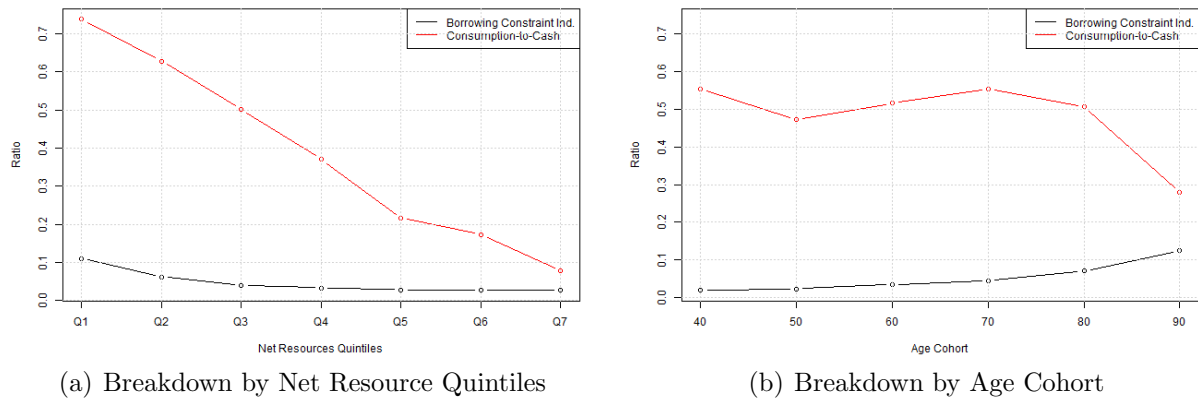 Borrowing Constraint Ind.
Consumption-to-Cash
0.7
0.6
0.5
0.4
0.3
0.2
0.1
0.0
Ratio
Q1 Q2 Q3 Q4 Q5 Q6 Q7
Net Resources Quintiles
(a) Breakdown by Net Resource Quintiles
Borrowing Constraint Ind.
Consumption-to-Cash
0.7
0.6
0.5
0.4
0.3
0.2
0.1
0.0
Ratio
40 50 60 70 80 90
Age Cohort
(b) Breakdown by Age Cohort